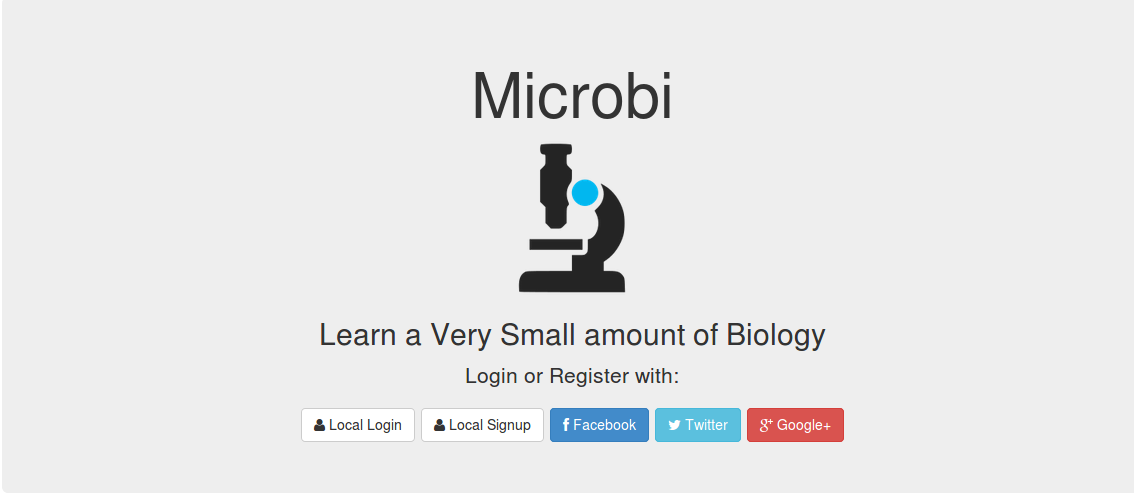 Microbi
Learn a Very Small amount of Biology
Login or Register with:
Local Login Local Signup Facebook Twitter Google+